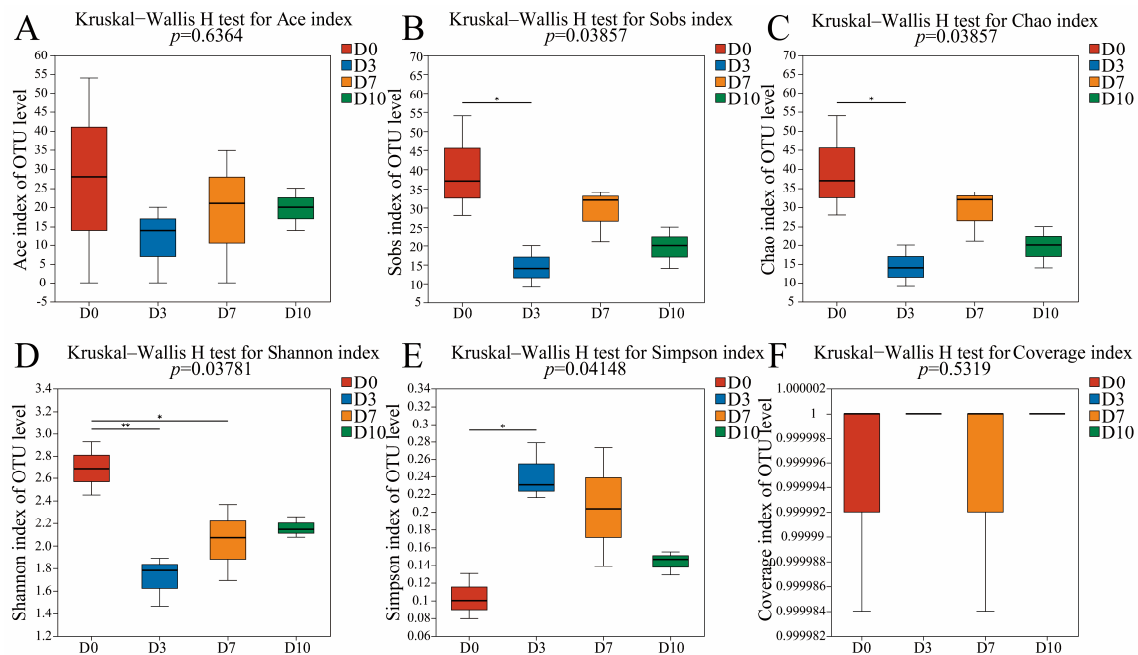 A
Kruskal–Wallis H test for Ace index
p=0.6364
Ace index of OTU level
60
55
50
45
40
35
30
25
20
15
10
5
0
-5
D0
D3
D7
D10
D0
D3
D7
D10
B
Kruskal–Wallis H test for Sobs index
p=0.03857
Sobs index of OTU level
70
65
60
55
50
45
40
35
30
25
20
15
10
5
*
D0
D3
D7
D10
D0
D3
D7
D10
C
Kruskal–Wallis H test for Chao index
p=0.03857
Chao index of OTU level
70
65
60
55
50
45
40
35
30
25
20
15
10
5
*
D0
D3
D7
D10
D0
D3
D7
D10
D
Kruskal–Wallis H test for Shannon index
p=0.03781
Shannon index of OTU level
3.4
3.2
3.0
2.8
2.6
2.4
2.2
2.0
1.8
1.6
1.4
1.2
*
**
D0
D3
D7
D10
D0
D3
D7
D10
E
Kruskal–Wallis H test for Simpson index
p=0.04148
Simpson index of OTU level
0.34
0.32
0.3
0.28
0.26
0.24
0.22
0.2
0.18
0.16
0.14
0.12
0.1
0.08
0.06
*
D0
D3
D7
D10
D0
D3
D7
D10
F
Kruskal–Wallis H test for Coverage index
p=0.5319
Coverage index of OTU level
1.000002
1
0.999998
0.999996
0.999994
0.999992
0.99999
0.999988
0.999986
0.999984
0.999982
D0
D3
D7
D10
D0
D3
D7
D10